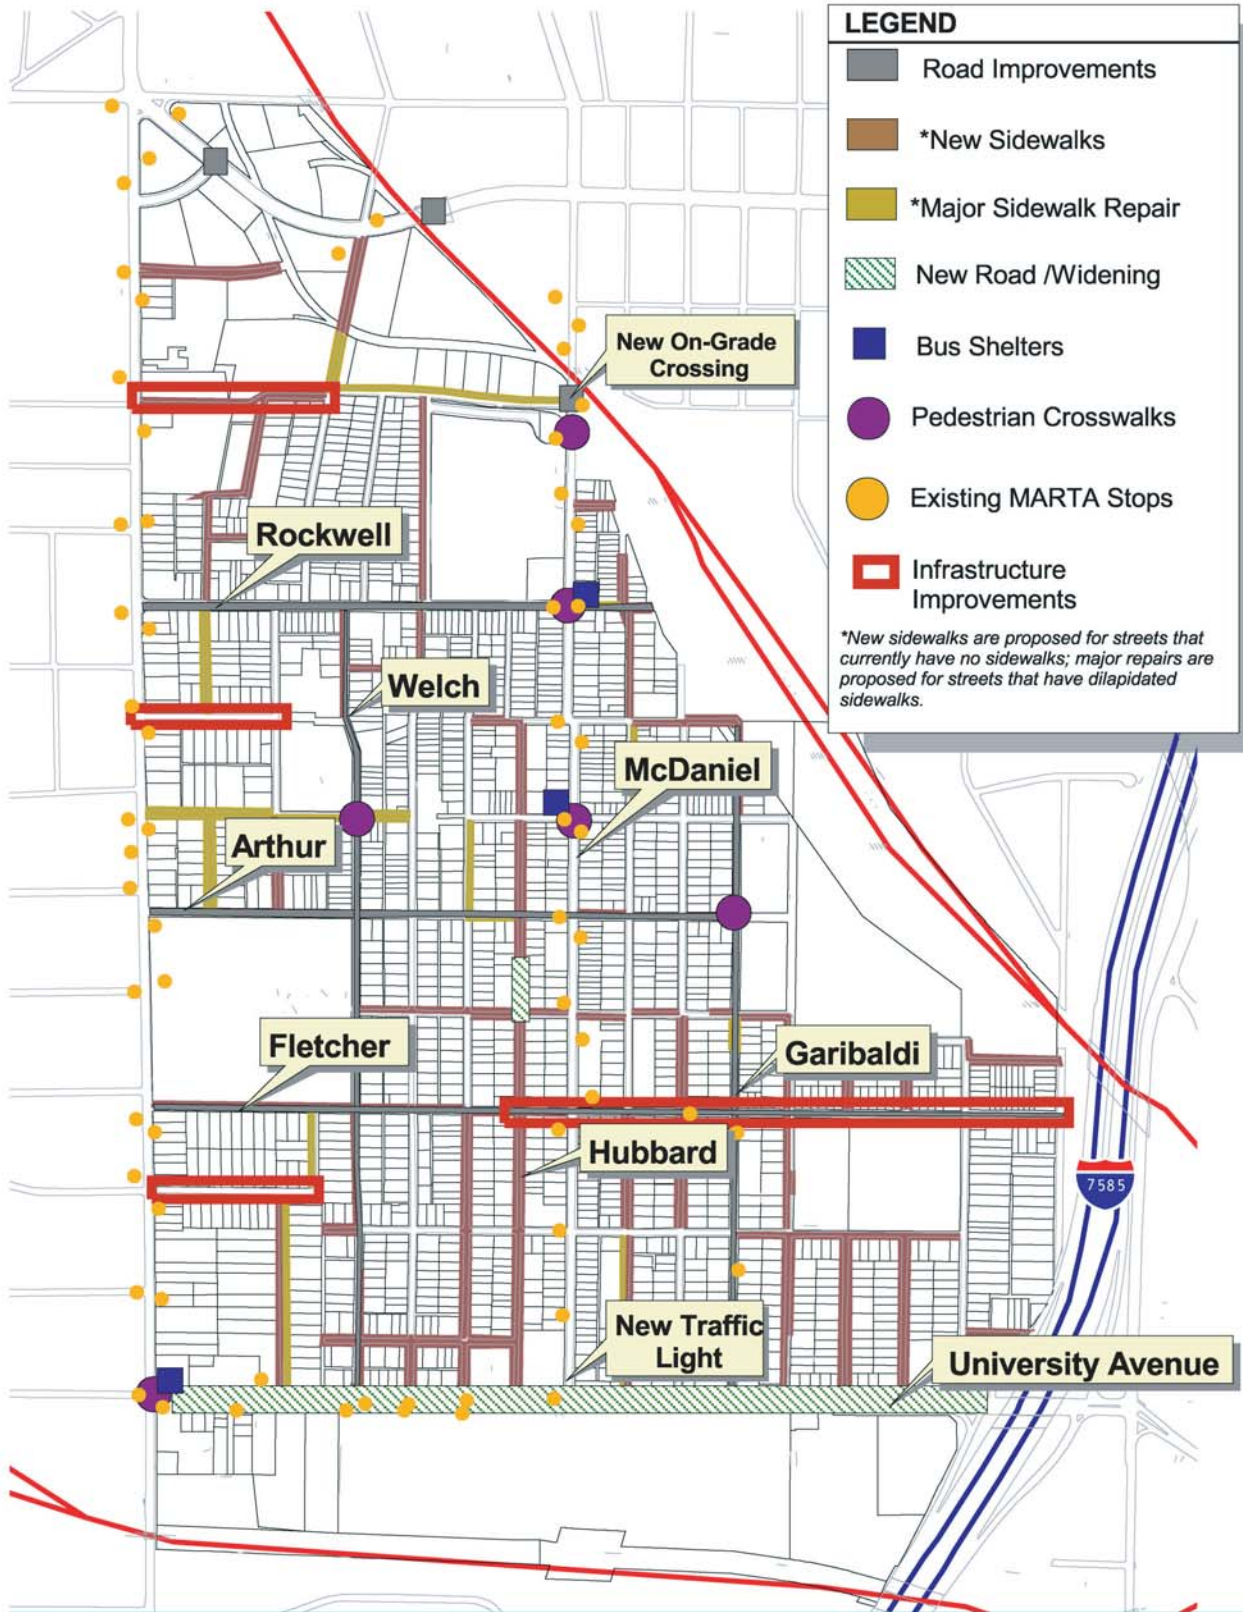 LEGEND
Road Improvements
*New Sidewalks
*Major Sidewalk Repair
New Road /Widening
Bus Shelters
Pedestrian Crosswalks
Existing MARTA Stops
Infrastructure
Improvements
*New sidewalks are proposed for streets that
currently have no sidewalks; major repairs are
proposed for streets that have dilapidated
sidewalks.
New On-Grade
Crossing
Rockwell
Welch
McDaniel
Arthur
Fletcher
Garibaldi
Hubbard
7585
New Traffic
Light
University Avenue